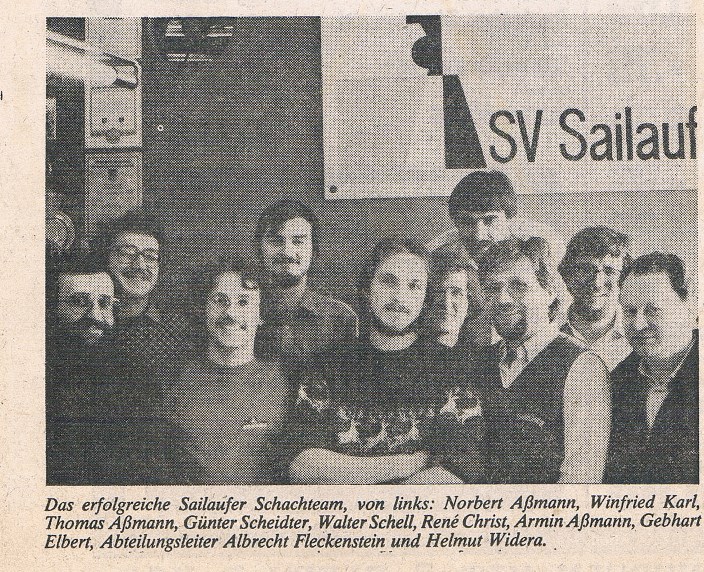 SV Sailauf
Das erfolgreiche Sailaufer Schachteam, von links: Norbert Aßmann, Winfried Karl,
Thomas Aßmann, Günter Scheidter, Walter Schell, René Christ, Armin Aßmann, Gebhart
Elbert, Abteilungsleiter Albrecht Fleckenstein und Helmut Widera.